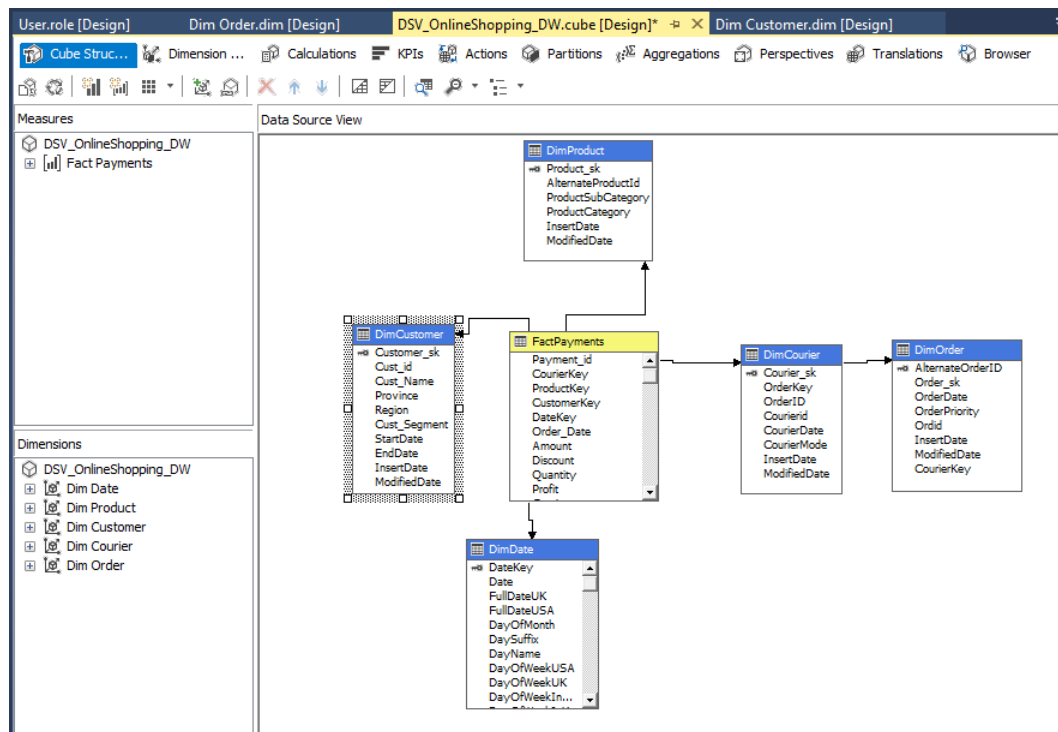 User.role [Design] Dim Order.dim [Design] DSV_OnlineShopping_DW.cube [Design]* Dim Customer.dim [Design]
Cube Struc... Dimension ... Calculations KPIs Actions Partitions Aggregations Perspectives Translations Browser
Measures
DSV_OnlineShopping_DW
Fact Payments
Dimensions
DSV_OnlineShopping_DW
Dim Date
Dim Product
Dim Customer
Dim Courier
Dim Order
Data Source View
DimProduct
Product_sk
AlternateProductId
ProductSubCategory
ProductCategory
InsertDate
ModifiedDate
DimCustomer
Customer_sk
Cust_id
Cust_Name
Province
Region
Cust_Segment
StartDate
EndDate
InsertDate
ModifiedDate
FactPayments
Payment_id
CourierKey
ProductKey
CustomerKey
DateKey
Order_Date
Amount
Discount
Quantity
Profit
DimCourier
Courier_sk
OrderKey
OrderID
Courierid
CourierDate
CourierMode
InsertDate
ModifiedDate
DimOrder
AlternateOrderID
Order_sk
OrderDate
OrderPriority
Ordid
InsertDate
ModifiedDate
CourierKey
DimDate
DateKey
Date
FullDateUK
FullDateUSA
DayOfMonth
DaySuffix
DayName
DayOfWeekUSA
DayOfWeekUK
DayOfWeekIn...